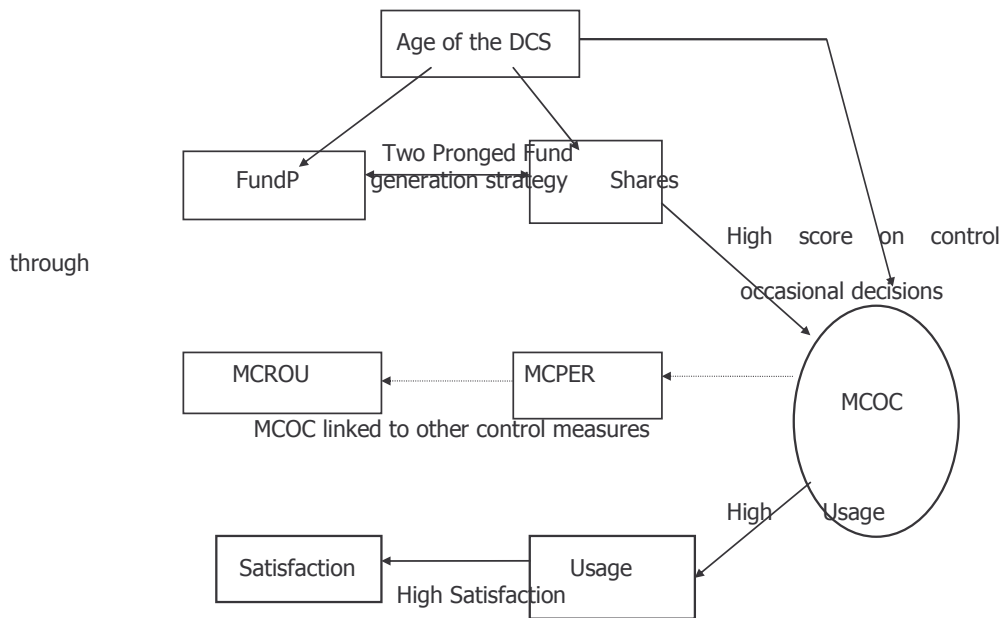 Age of the DCS
Two Pronged Fund
FundP
generation strategy
Shares
High score on control
through
occasional decisions
MCROU
MCPER
MCOC
MCOC linked to other control measures
High Usage
Satisfaction
Usage
High Satisfaction